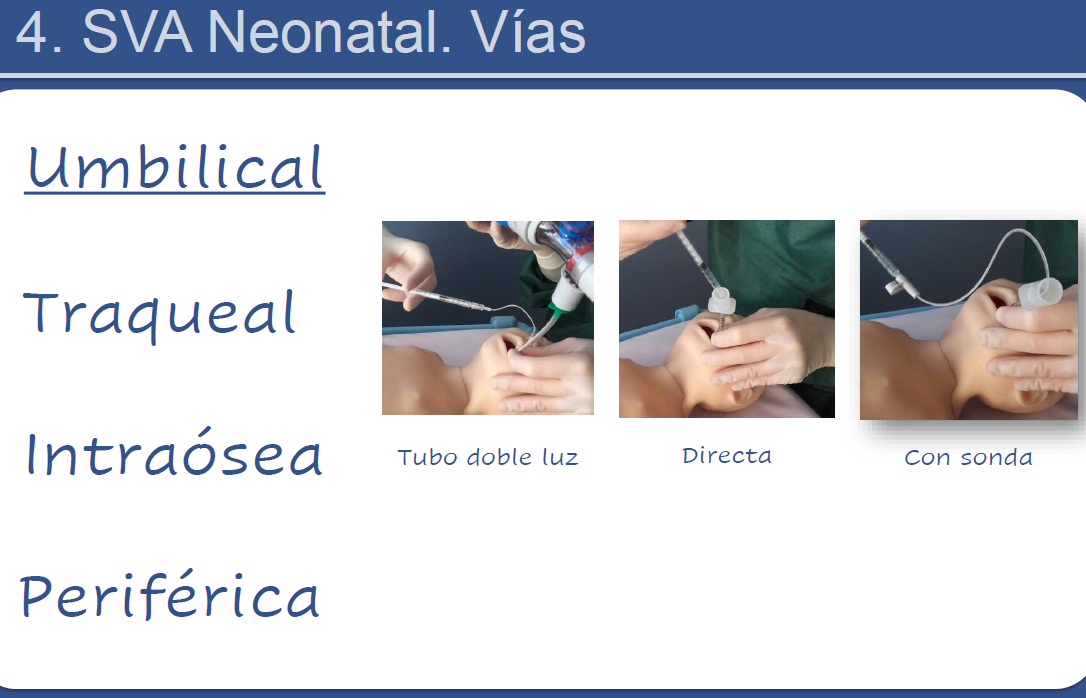 4. SVA Neonatal. Vías
Umbilical
Traqueal
Intraósea
Periférica
Tubo doble luz
Directa
Con sonda